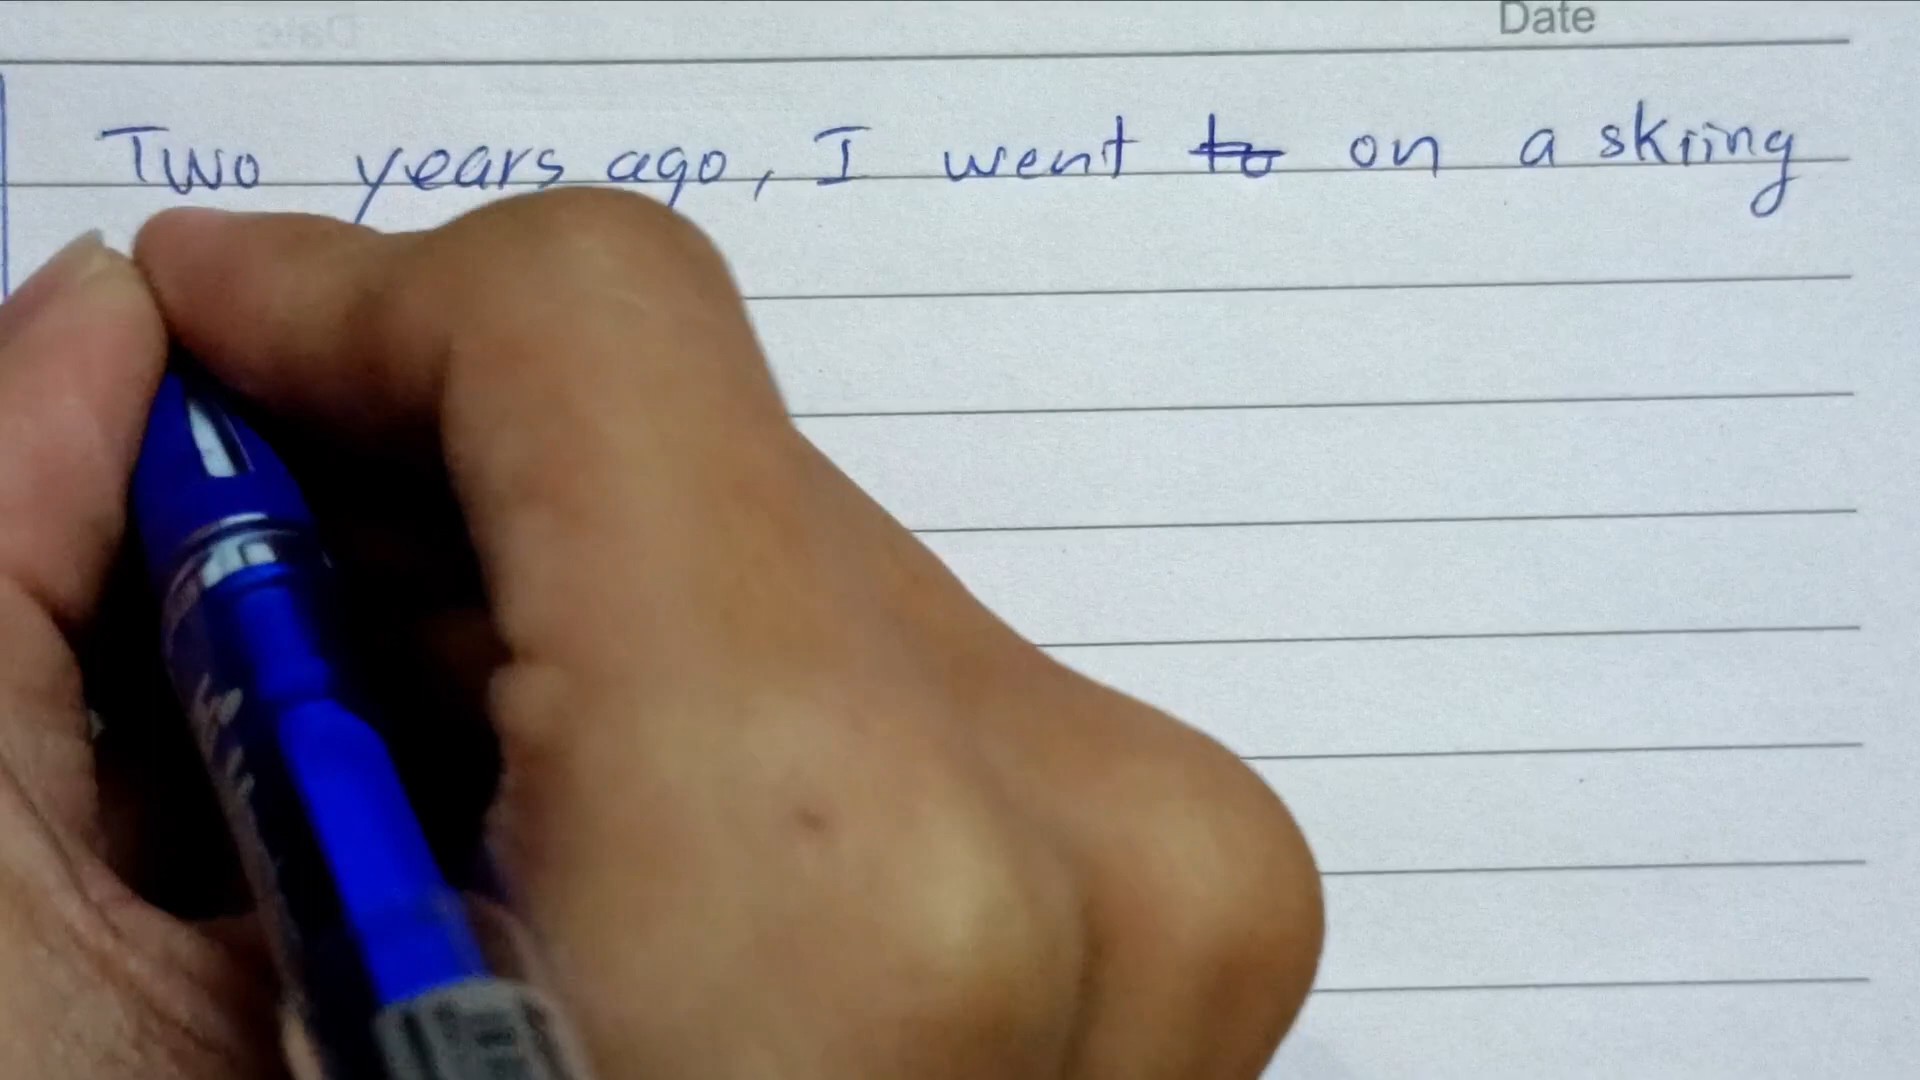 Date
Two years ago, I went to on a skiing